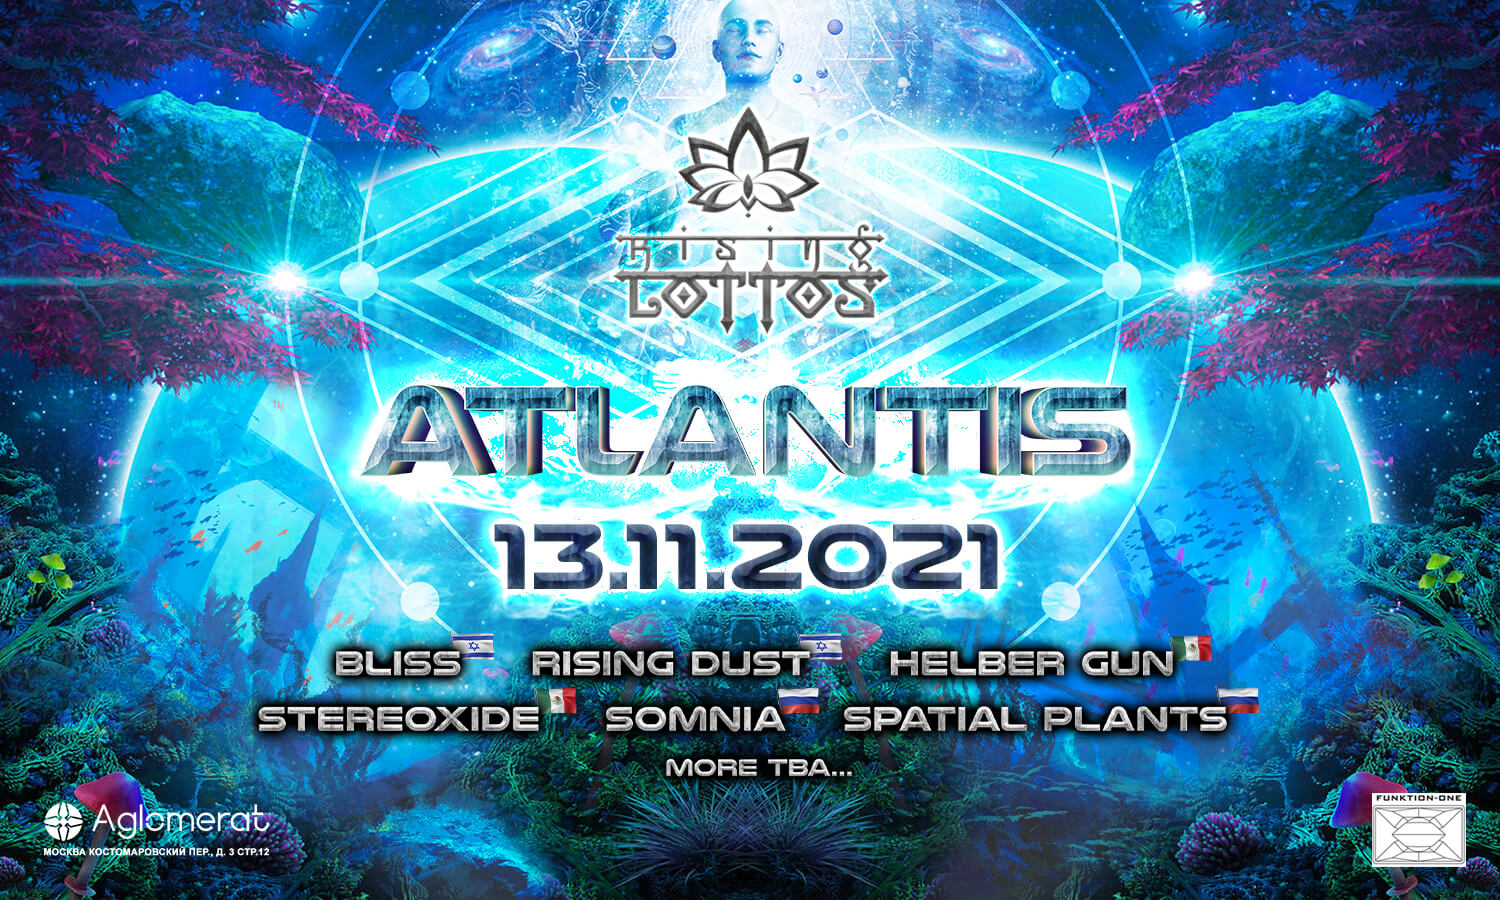 Rising
LOTTOS
ATLANTIS
13.11.2021
BLISS RISING DUST HELBER GUN
STEREOXIDE SOMNIA SPATIAL PLANTS
MORE TBA...
Aglomerat
МОСКВА КОСТОМАРОВСКИЙ ПЕР., Д. 3 СТР.12
FUNKTION-ONE